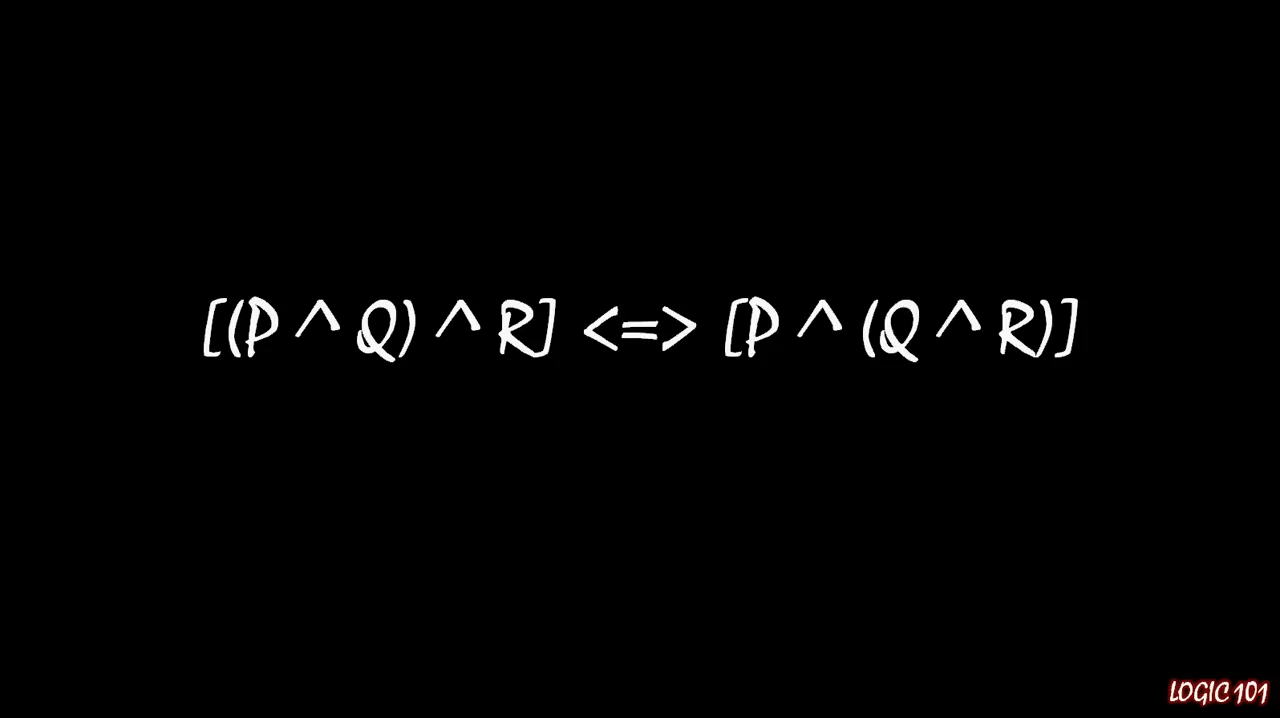 [(P ^ Q) ^ R] <=> [P ^ (Q ^ R)]
LOGIC 101